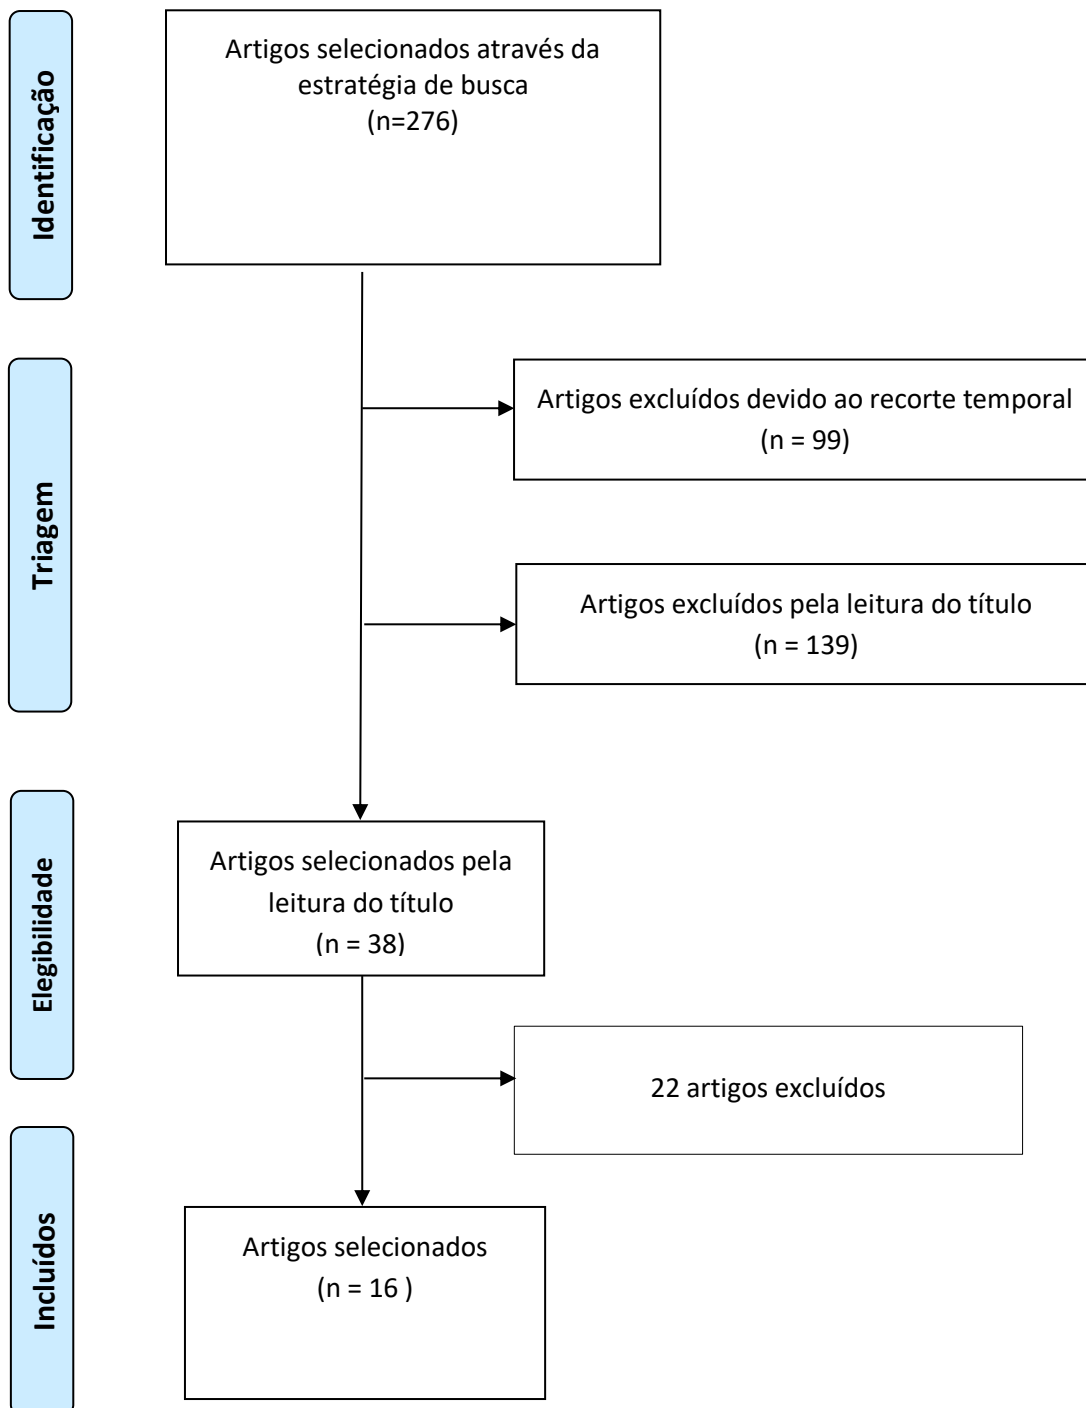 Identificação
Artigos selecionados através da
estratégia de busca
(n=276)
Triagem
Artigos excluídos devido ao recorte temporal
(n = 99)
Artigos excluídos pela leitura do título
(n = 139)
Elegibilidade
Artigos selecionados pela
leitura do título
(n = 38)
22 artigos excluídos
Incluídos
Artigos selecionados
(n = 16 )